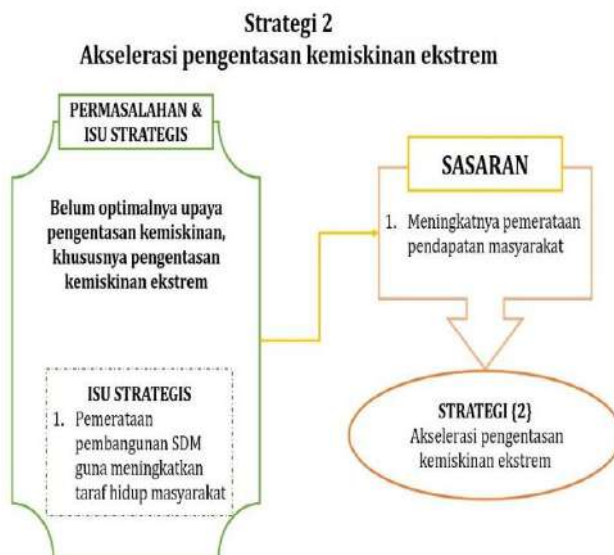 Strategi 2
Akselerasi pengentasan kemiskinan ekstrem
PERMASALAHAN &
ISU STRATEGIS
Belum optimalnya upaya
pengentasan kemiskinan,
khususnya pengentasan
kemiskinan ekstrem
ISU STRATEGIS
1. Pemerataan
pembangunan SDM
guna meningkatkan
taraf hidup masyarakat
SASARAN
1. Meningkatnya pemerataan
pendapatan masyarakat
STRATEGI {2}
Akselerasi pengentasan
kemiskinan ekstrem